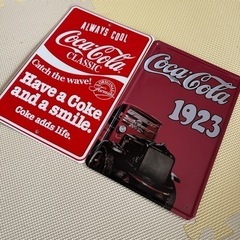 ALWAYS COOL
Coca-Cola
CLASSIC
Catch the wave!
Have a Coke
and a smile.
Coke adds life.
Coca-Cola
1923